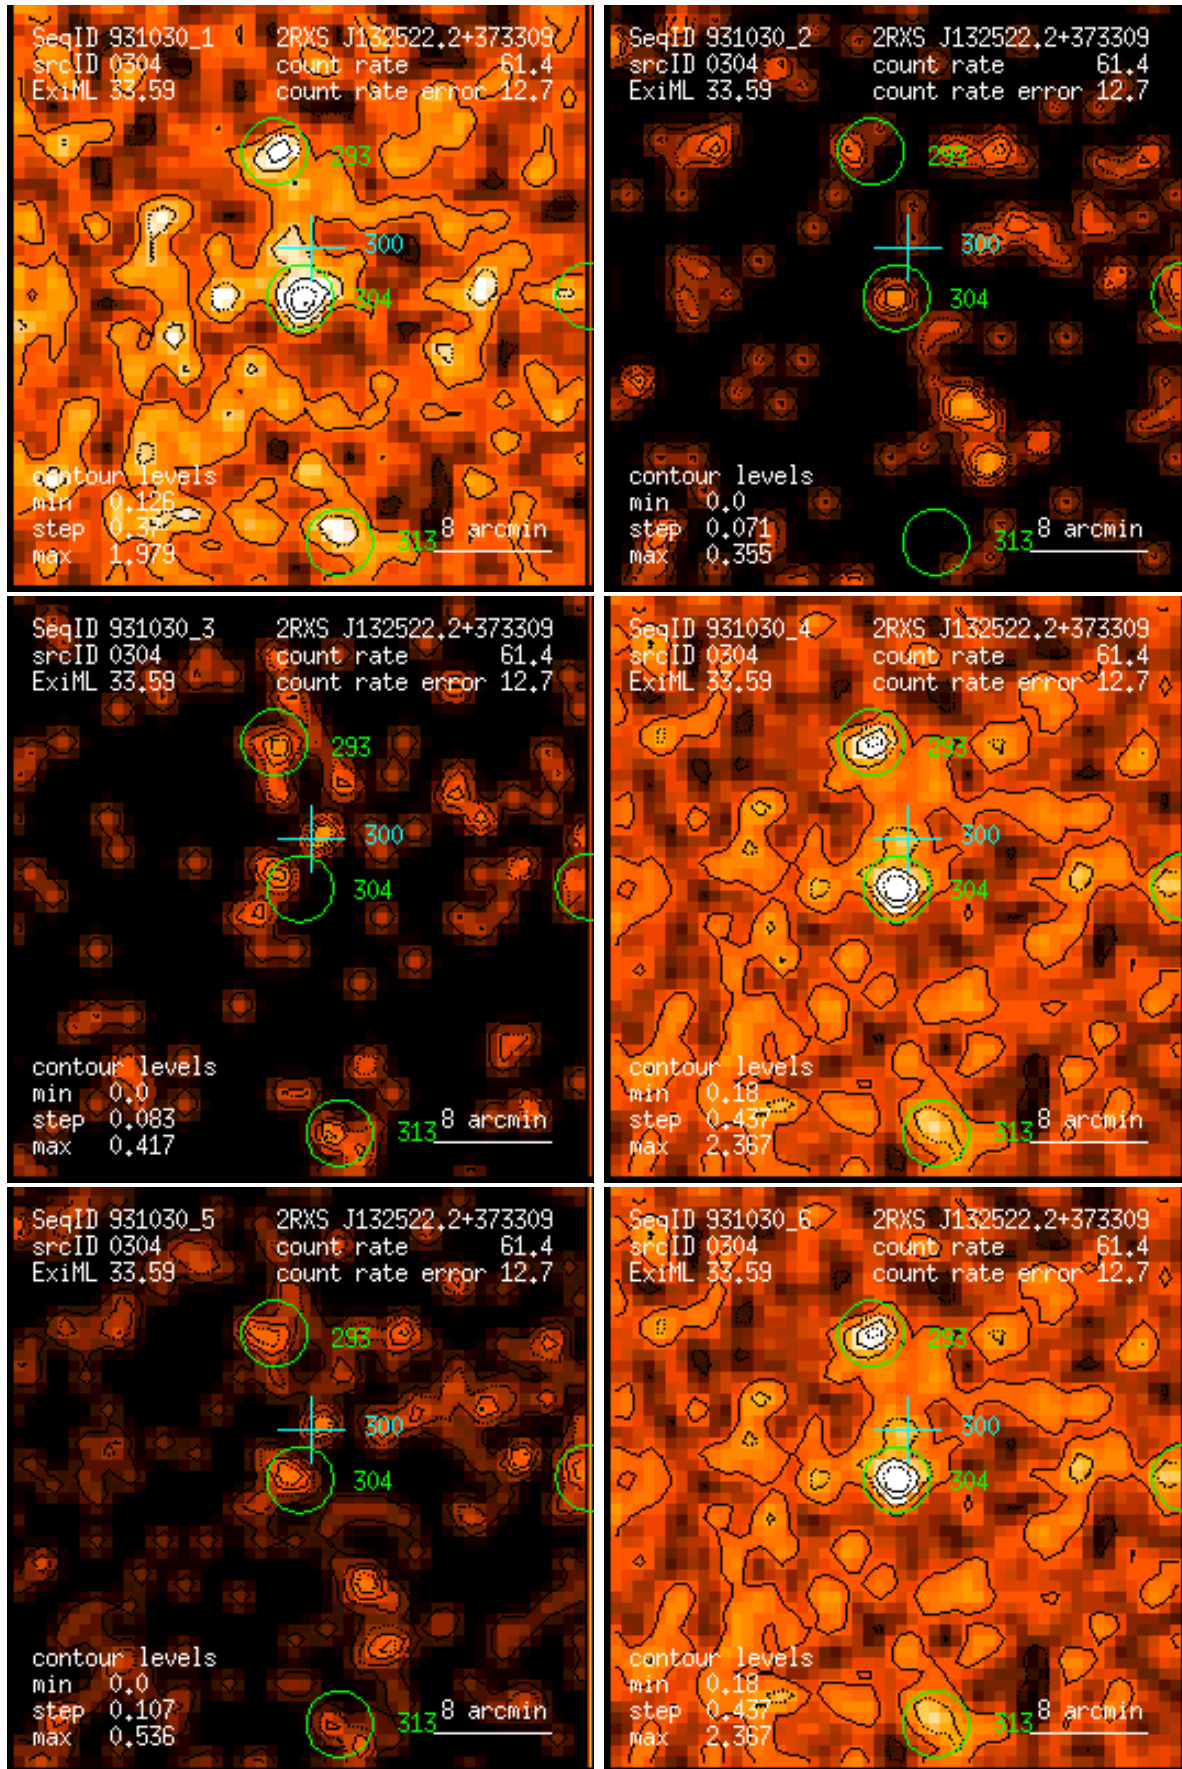 SeqID 931030_1 2RXS J132522.2+373309
srcID 0304 count rate 61.4
ExiML 33.59 count rate error 12.7
293
300
304
contour levels
min 0.126
step 0.37 8 arcmin
313
max 1.979
SeqID 931030_2 2RXS J132522.2+373309
srcID 0304 count rate 61.4
ExiML 33.59 count rate error 12.7
293
300
304
contour levels
min 0.0
step 0.071 8 arcmin
313
max 0.355
SeqID 931030_3 2RXS J132522.2+373309
srcID 0304 count rate 61.4
ExiML 33.59 count rate error 12.7
293
300
304
contour levels
min 0.0
step 0.083 8 arcmin
313
max 0.417
SeqID 931030_4 2RXS J132522.2+373309
srcID 0304 count rate 61.4
ExiML 33.59 count rate error 12.7
293
300
304
contour levels
min 0.18
step 0.437 8 arcmin
313
max 2.367
SeqID 931030_5 2RXS J132522.2+373309
srcID 0304 count rate 61.4
ExiML 33.59 count rate error 12.7
293
300
304
contour levels
min 0.0
step 0.107 8 arcmin
313
max 0.536
SeqID 931030_6 2RXS J132522.2+373309
srcID 0304 count rate 61.4
ExiML 33.59 count rate error 12.7
293
300
304
contour levels
min 0.18
step 0.437 8 arcmin
313
max 2.367